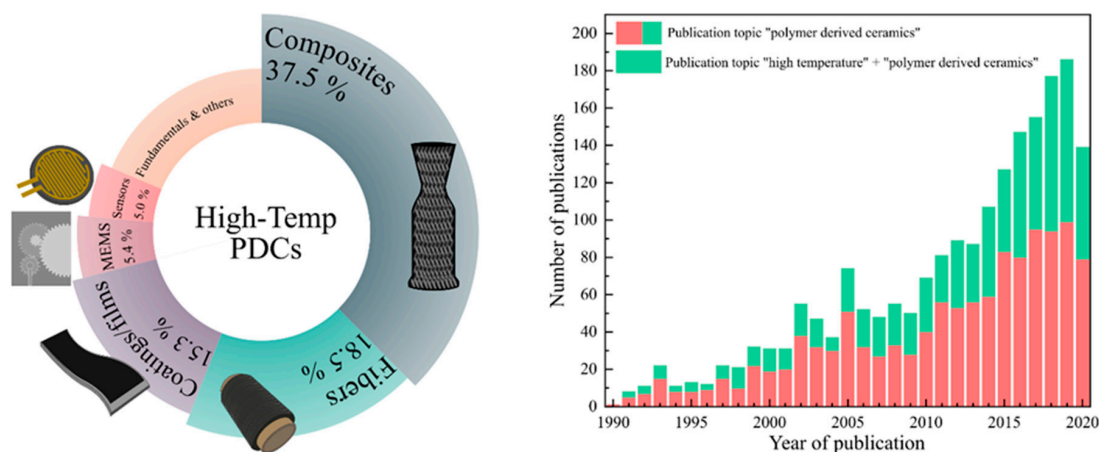 Composites
37.5 %
Fibers
18.5 %
Coatings/films
15.3 %
MEMS
5.4 %
Sensors
5.0 %
Fundamentals & others
High-Temp
PDCs
Publication topic "polymer derived ceramics"
Publication topic "high temperature" + "polymer derived ceramics"
Number of publications
200
180
160
140
120
100
80
60
40
20
0
1990
1995
2000
2005
2010
2015
2020
Year of publication